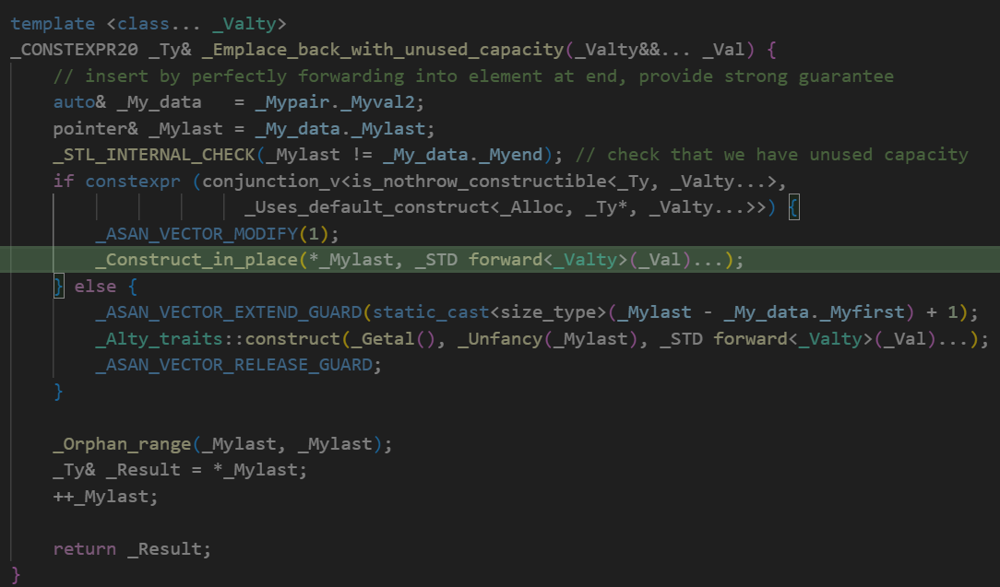 template <class... _Valty>
_CONSTEXPR20 _Ty& _Emplace_back_with_unused_capacity(_Valty&&... _Val) {
    // insert by perfectly forwarding into element at end, provide strong guarantee
    auto& _My_data   = _Mypair._Myval2;
    pointer& _Mylast = _My_data._Mylast;
    _STL_INTERNAL_CHECK(_Mylast != _My_data._Myend); // check that we have unused capacity
    if constexpr (conjunction_v<is_nothrow_constructible<_Ty, _Valty...>,
                      _Uses_default_construct<_Alloc, _Ty*, _Valty...>>) {
        _ASAN_VECTOR_MODIFY(1);
        _Construct_in_place(*_Mylast, _STD forward<_Valty>(_Val)...);
    } else {
        _ASAN_VECTOR_EXTEND_GUARD(static_cast<size_type>(_Mylast - _My_data._Myfirst) + 1);
        _Alty_traits::construct(_Getal(), _Unfancy(_Mylast), _STD forward<_Valty>(_Val)...);
        _ASAN_VECTOR_RELEASE_GUARD;
    }

    _Orphan_range(_Mylast, _Mylast);
    _Ty& _Result = *_Mylast;
    ++_Mylast;

    return _Result;
}